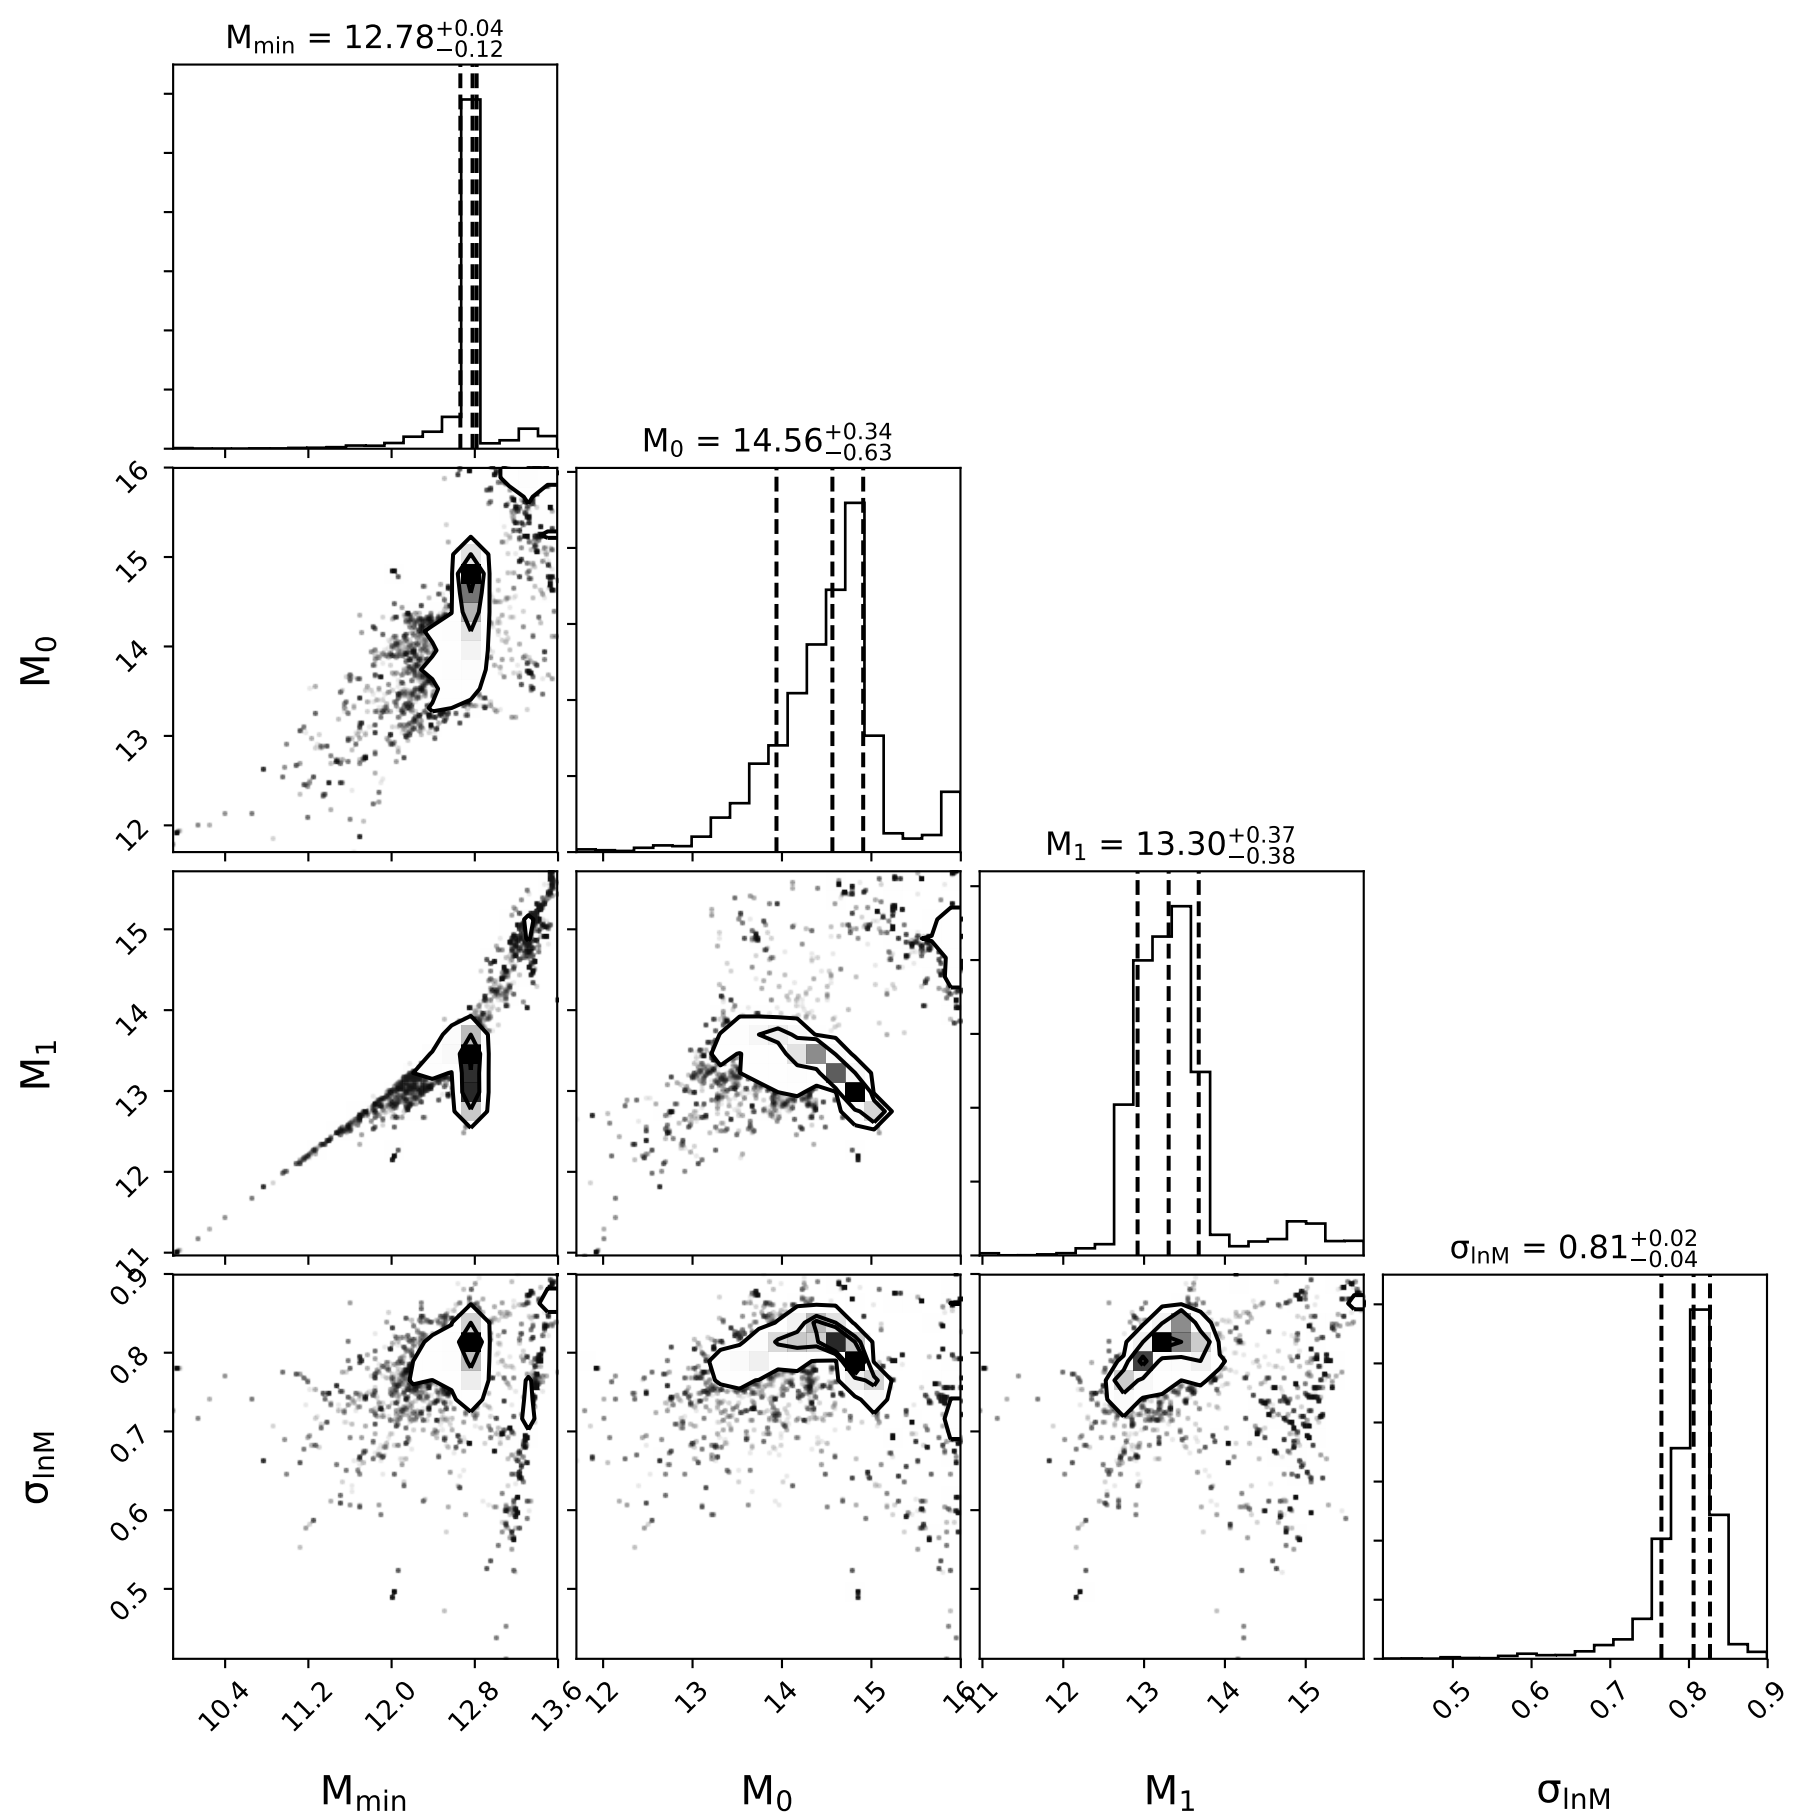 M_min = 12.78 +0.04 −0.12
M_0 = 14.56 +0.34 −0.63
16
15
14
13
12
M_0
M_1 = 13.30 +0.37 −0.38
15
14
13
12
11
M_1
σ_lnM = 0.81 +0.02 −0.04
0.9
0.8
0.7
0.6
0.5
σ_lnM
10.4 11.2 12.0 12.8 13.6 12 13 14 15 16 11 12 13 14 15 0.5 0.6 0.7 0.8 0.9
M_min M_0 M_1 σ_lnM